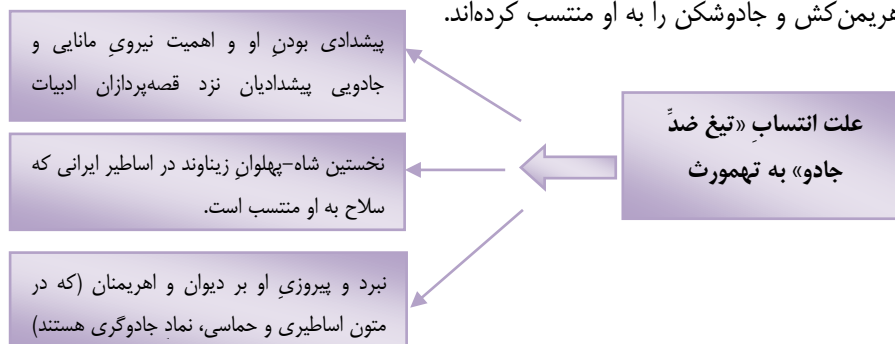 هریمن‌کش و جادوشکن را به او منتسب کرده‌اند.
علت انتسابِ «تیغ ضدِّ
جادو» به تهمورث
پیشدادی بودنِ او و اهمیت نیرویِ مانایی و
جادویی پیشدادیان نزد قصه‌پردازان ادبیات
نخستین شاه-پهلوانِ زیناوند در اساطیر ایرانی که
سلاح به او منتسب است.
نبرد و پیروزیِ او بر دیوان و اهریمنان (که در
متون اساطیری و حماسی، نمادِ جادوگری هستند)